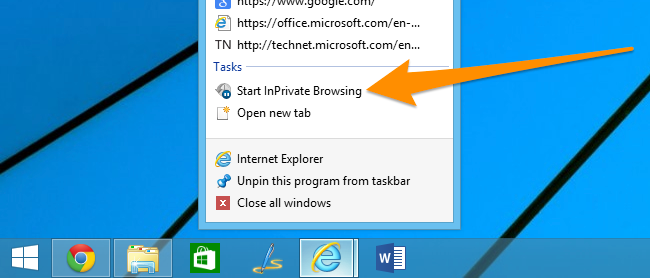 https://www.google.com/
https://office.microsoft.com/en-...
TN http://technet.microsoft.com/en...
Tasks
Start InPrivate Browsing
Open new tab
Internet Explorer
Unpin this program from taskbar
Close all windows